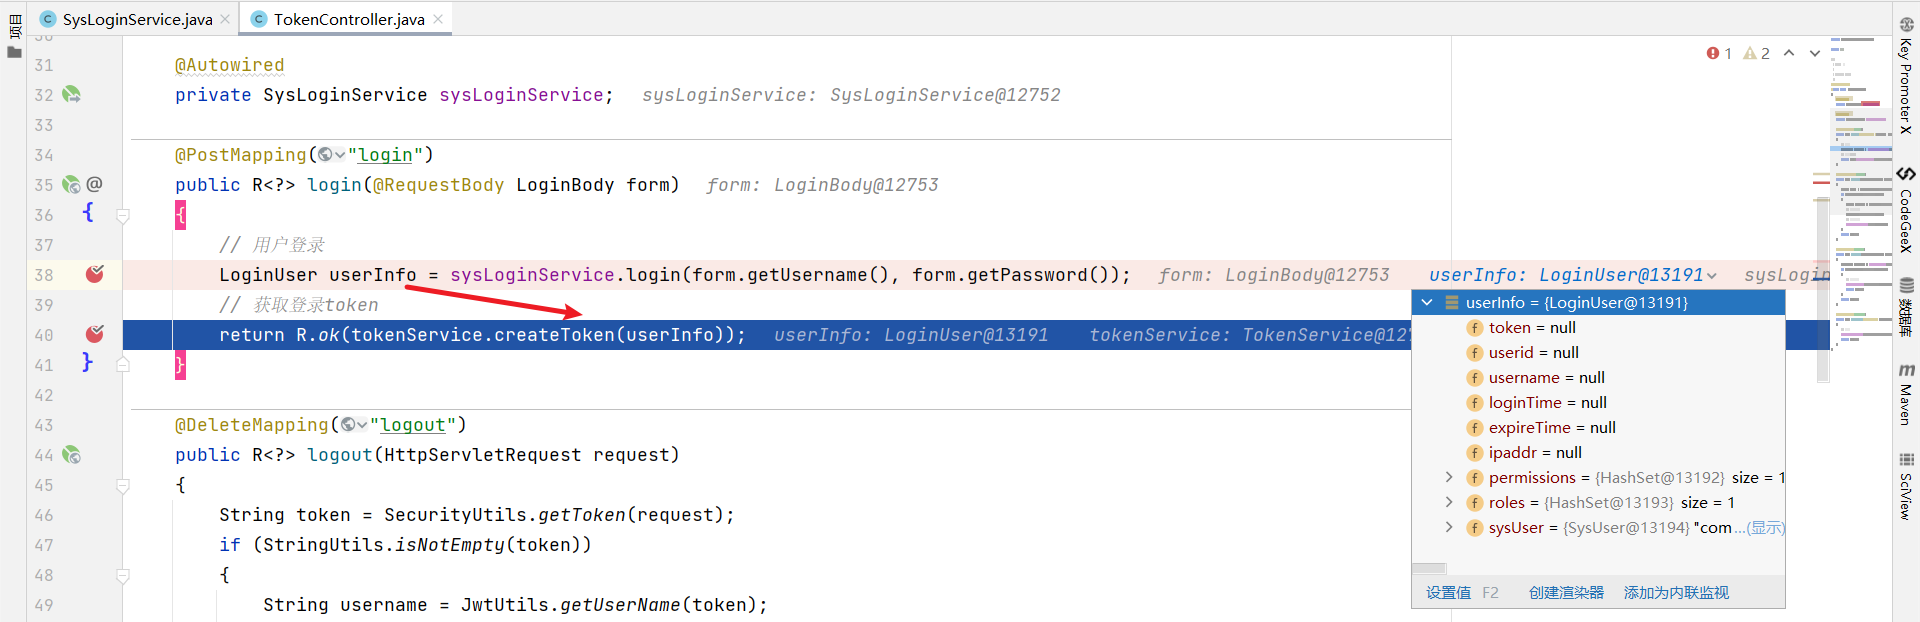 项目
SysLoginService.java
TokenController.java
1
2
30
31 @Autowired
32 private SysLoginService sysLoginService; sysLoginService: SysLoginService@12752
33
34 @PostMapping("login")
35 public R<?> login(@RequestBody LoginBody form) form: LoginBody@12753
36 {
37 // 用户登录
38 LoginUser userInfo = sysLoginService.login(form.getUsername(), form.getPassword()); form: LoginBody@12753 userInfo: LoginUser@13191 sysLogin
39 // 获取登录token
40 return R.ok(tokenService.createToken(userInfo)); userInfo: LoginUser@13191 tokenService: TokenService@127
41 }
42
43 @DeleteMapping("logout")
44 public R<?> logout(HttpServletRequest request)
45 {
46 String token = SecurityUtils.getToken(request);
47 if (StringUtils.isNotEmpty(token))
48 {
49 String username = JwtUtils.getUserName(token);
userInfo = {LoginUser@13191}
token = null
userid = null
username = null
loginTime = null
expireTime = null
ipaddr = null
permissions = {HashSet@13192} size = 1
roles = {HashSet@13193} size = 1
sysUser = {SysUser@13194} "com ...(显示)
设置值 F2 创建渲染器 添加为内联监视
Key Promoter X
CodeGeeX
数据库
Maven
SciView